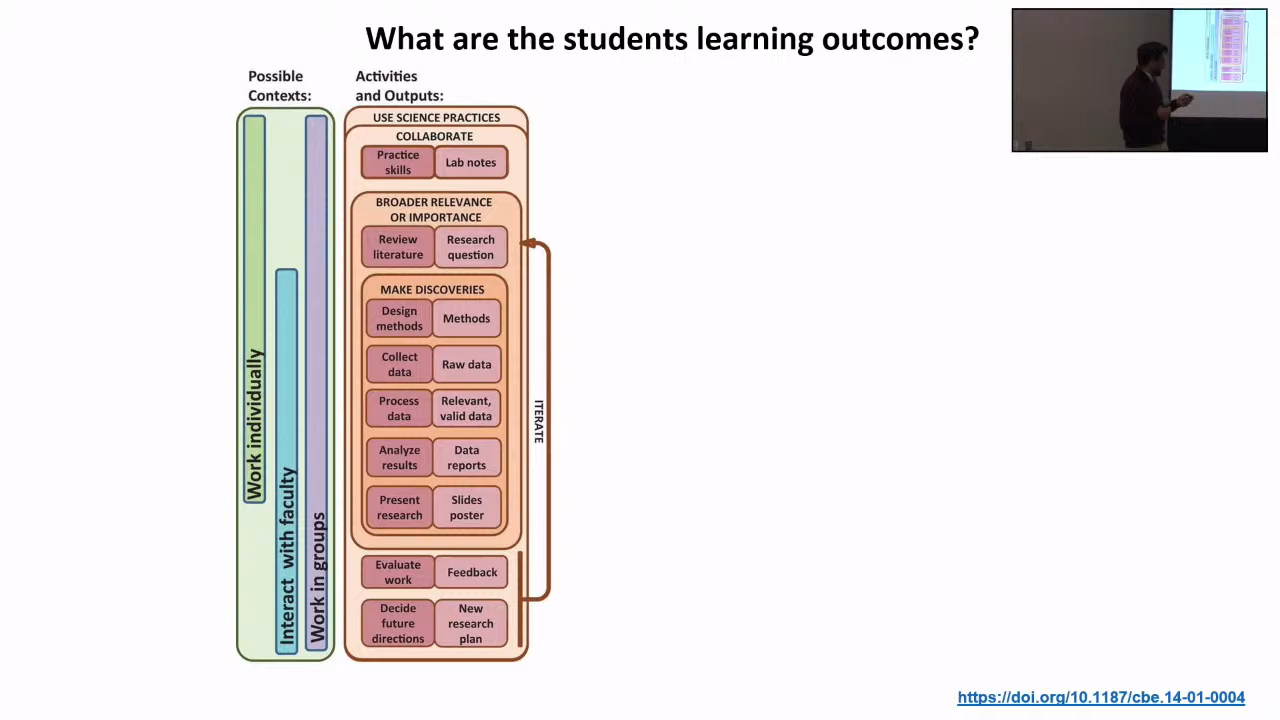 What are the students learning outcomes?
Possible
Contexts:
Activities
and Outputs:
Work individually
Interact with faculty
Work in groups
USE SCIENCE PRACTICES
COLLABORATE
Practice
skills
Lab notes
BROADER RELEVANCE
OR IMPORTANCE
Review
literature
Research
question
MAKE DISCOVERIES
Design
methods
Methods
Collect
data
Raw data
Process
data
Relevant,
valid data
Analyze
results
Data
reports
Present
research
Slides
poster
Evaluate
work
Feedback
Decide
future
directions
New
research
plan
ITERATE
https://doi.org/10.1187/cbe.14-01-0004